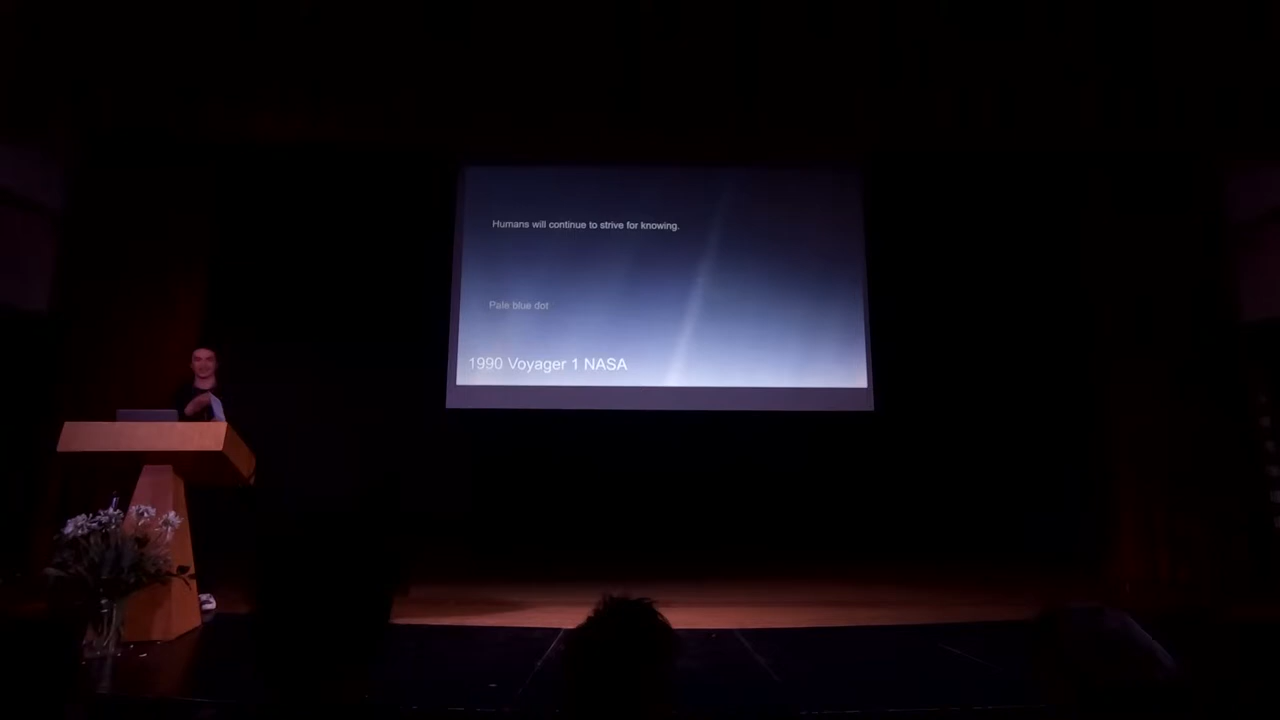 Humans will continue to strive for knowing.
Pale blue dot
1990 Voyager 1 NASA